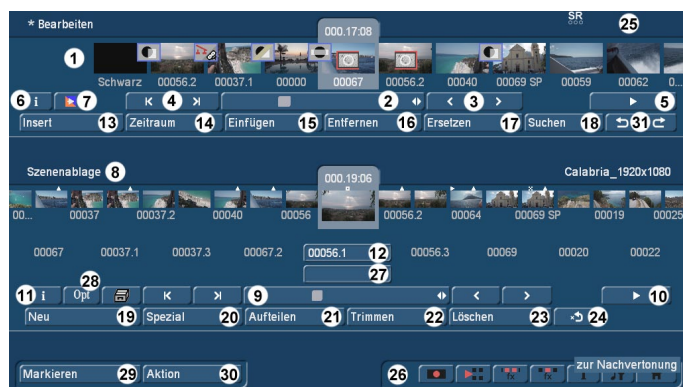 * Bearbeiten
000.17:08
SR
25
1
Schwarz 00056.2 00037.1 00000 00067 00056.2 00040 00069 SP 00059 00062 0...
6 i 7 4 2 3 5
Insert 13 Zeitraum 14 Einfügen 15 Entfernen 16 Ersetzen 17 Suchen 18 31
Szenenablage 8
000.19:06
Calabria_1920x1080
00... 00037 00037.2 00040 00056 00056.2 00064 00069 SP 00019 00025
00067 00037.1 00037.3 00067.2 00056.1 12 00056.3 00069 00020 00022
27
28
11 i Opt 9 10
Neu 19 Spezial 20 Aufteilen 21 Trimmen 22 Löschen 23 24
zur Nachvertonung
Markieren 29 Aktion 30 26 fx fx